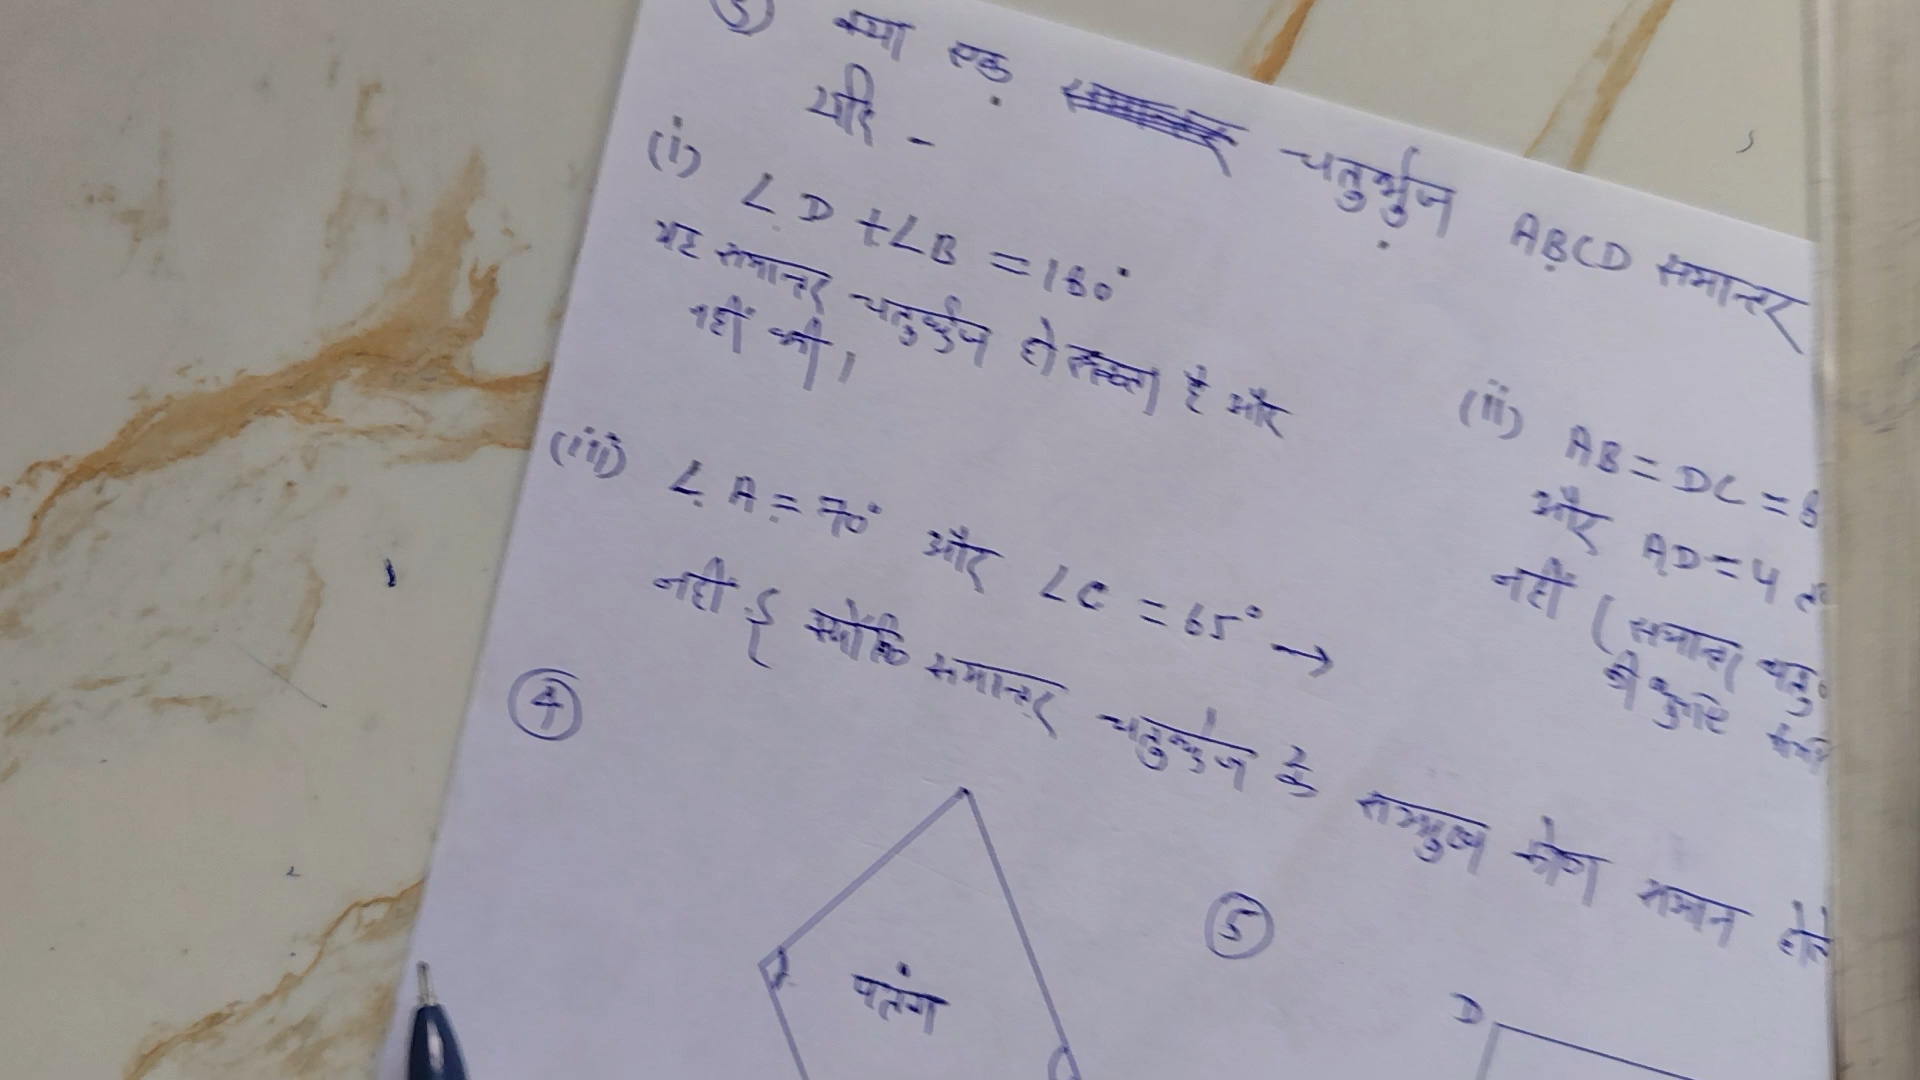 3) क्या एक चतुर्भुज ABCD समान्तर
यदि -
(i) ∠D + ∠B = 180°
यह समान्तर चतुर्भुज हो सकता है और
नहीं भी।
(ii) AB = DC = 8
और AD = 4
नहीं (समान्तर चतु
की भुजाएं
(iii) ∠A = 70° और ∠C = 65° →
नहीं { क्योंकि समान्तर चतुर्भुज के सम्मुख कोण समान होते
4
पतंग
5
D